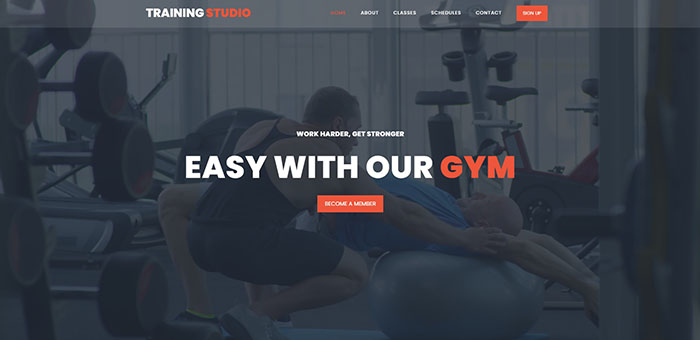 TRAINING STUDIO
HOME ABOUT CLASSES SCHEDULES CONTACT SIGN UP
WORK HARDER, GET STRONGER
EASY WITH OUR GYM
BECOME A MEMBER